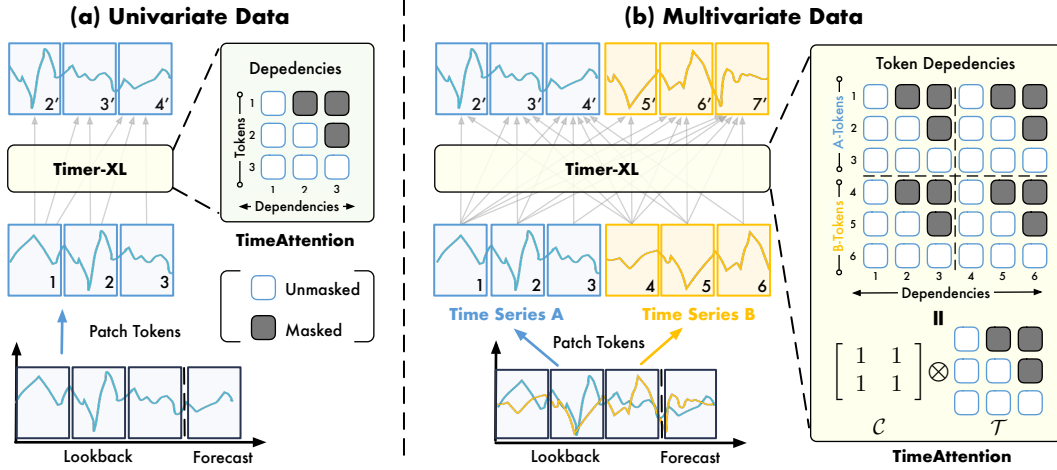 (a) Univariate Data
2′ 3′ 4′
Timer-XL
1 2 3
Patch Tokens
Lookback Forecast
Depedencies
Tokens
1
2
3
1 2 3
Dependencies
TimeAttention
Unmasked
Masked
(b) Multivariate Data
2′ 3′ 4′ 5′ 6′ 7′
Timer-XL
1 2 3 4 5 6
Time Series A Time Series B
Patch Tokens
Lookback Forecast
Token Depedencies
A-Tokens
B-Tokens
1
2
3
4
5
6
1 2 3 4 5 6
Dependencies
=
1 1
1 1
⊗
C T
TimeAttention